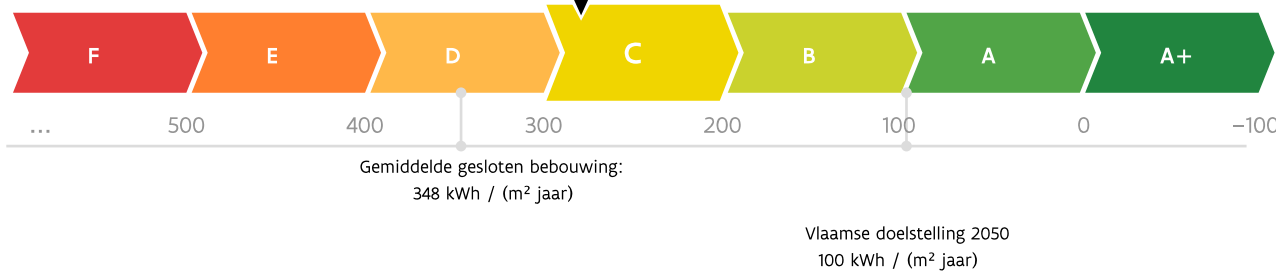 F E D C B A A+
... 500 400 300 200 100 0 −100
Gemiddelde gesloten bebouwing:
348 kWh / (m² jaar)
Vlaamse doelstelling 2050
100 kWh / (m² jaar)